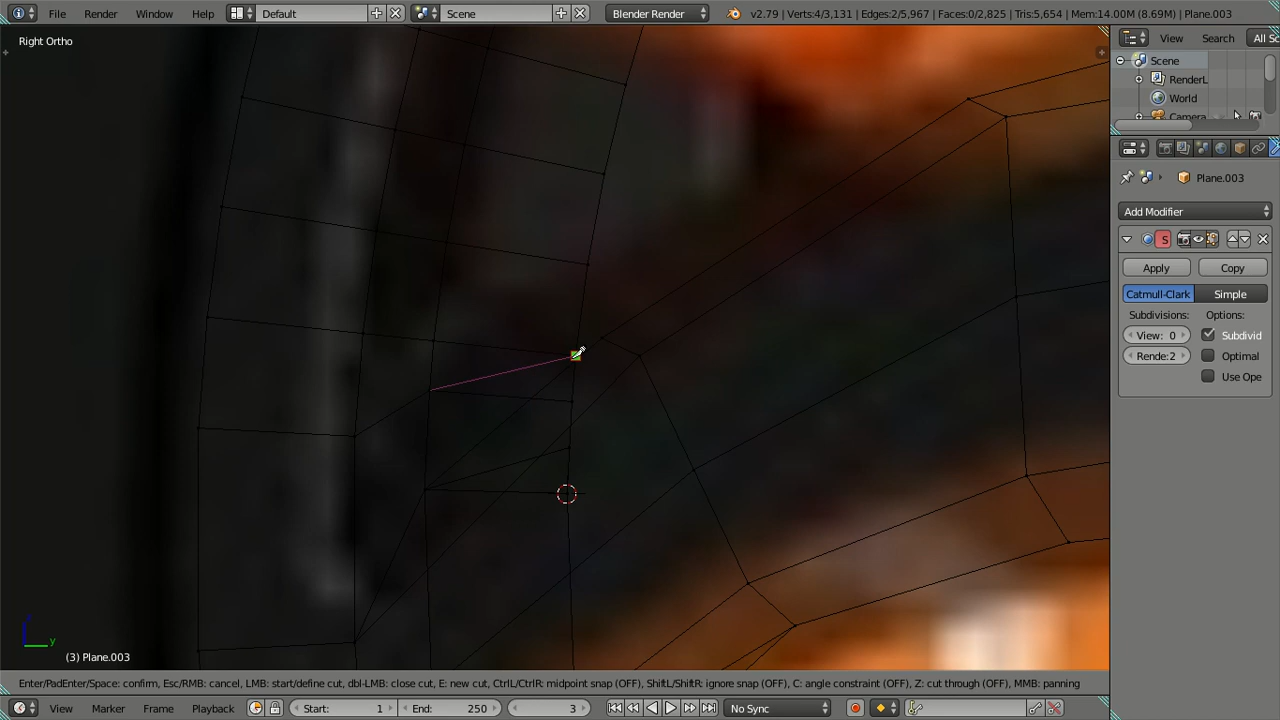 File Render Window Help Default Scene Blender Render v2.79 | Verts:4/3,131 | Edges:2/5,967 | Faces:0/2,825 | Tris:5,654 | Mem:14.00M (8.69M) | Plane.003
Right Ortho
View Search All Sc
Scene
RenderL
World
Camera
Plane.003
Add Modifier
S
Apply Copy
Catmull-Clark Simple
Subdivisions: Options:
View: 0 Subdivid
Rende:2 Optimal
Use Ope
y
(3) Plane.003
Enter/PadEnter/Space: confirm, Esc/RMB: cancel, LMB: start/define cut, dbl-LMB: close cut, E: new cut, CtrlL/CtrlR: midpoint snap (OFF), ShiftL/ShiftR: ignore snap (OFF), C: angle constraint (OFF), Z: cut through (OFF), MMB: panning
View Marker Frame Playback Start: 1 End: 250 3 No Sync